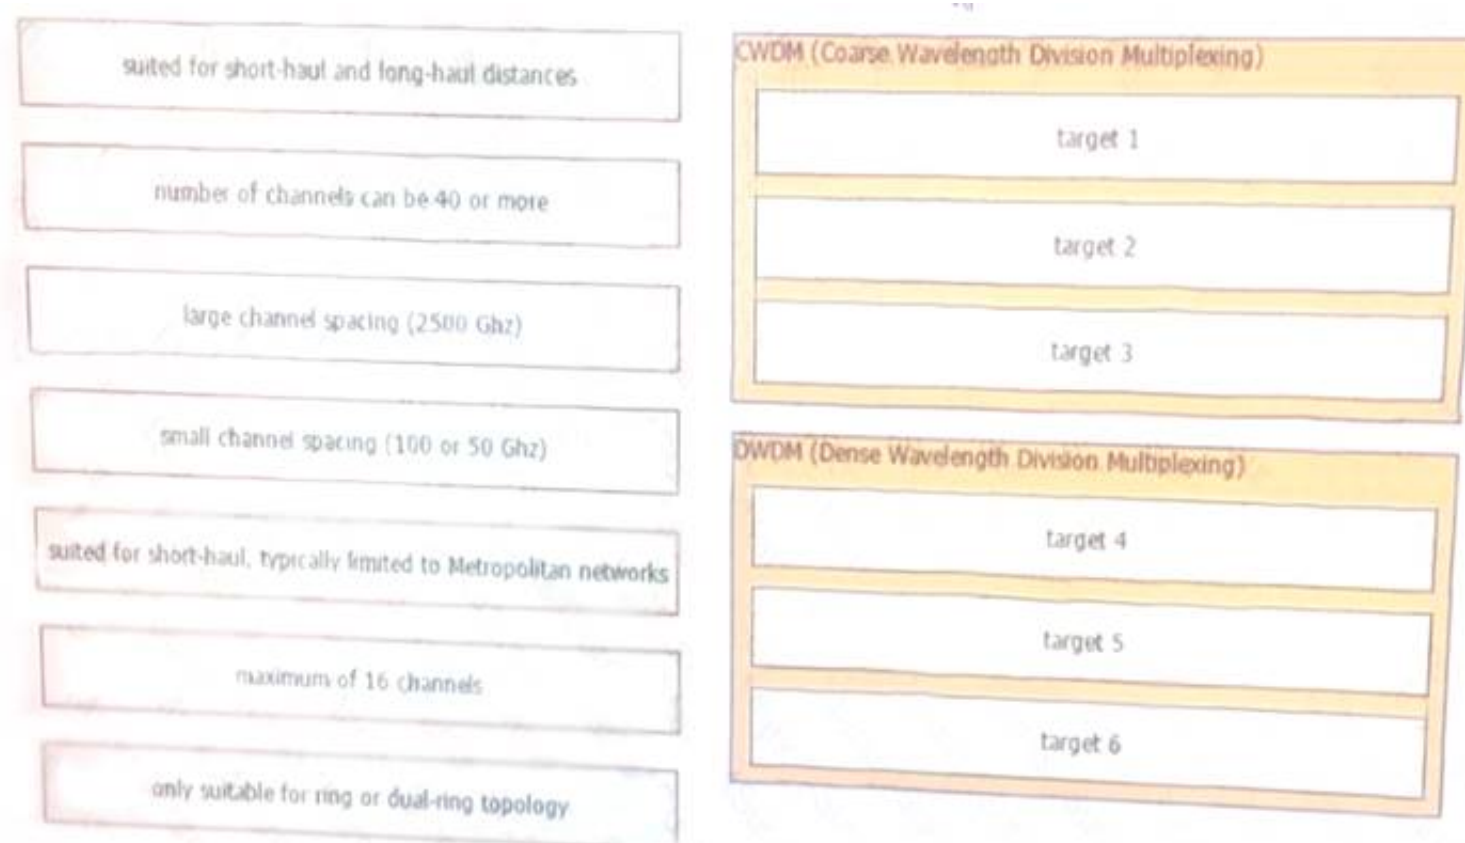 suited for short-haul and long-haul distances
number of channels can be 40 or more
large channel spacing (2500 Ghz)
small channel spacing (100 or 50 Ghz)
suited for short-haul, typically limited to Metropolitan networks
maximum of 16 channels
only suitable for ring or dual-ring topology
CWDM (Coarse Wavelength Division Multiplexing)
target 1
target 2
target 3
DWDM (Dense Wavelength Division Multiplexing)
target 4
target 5
target 6